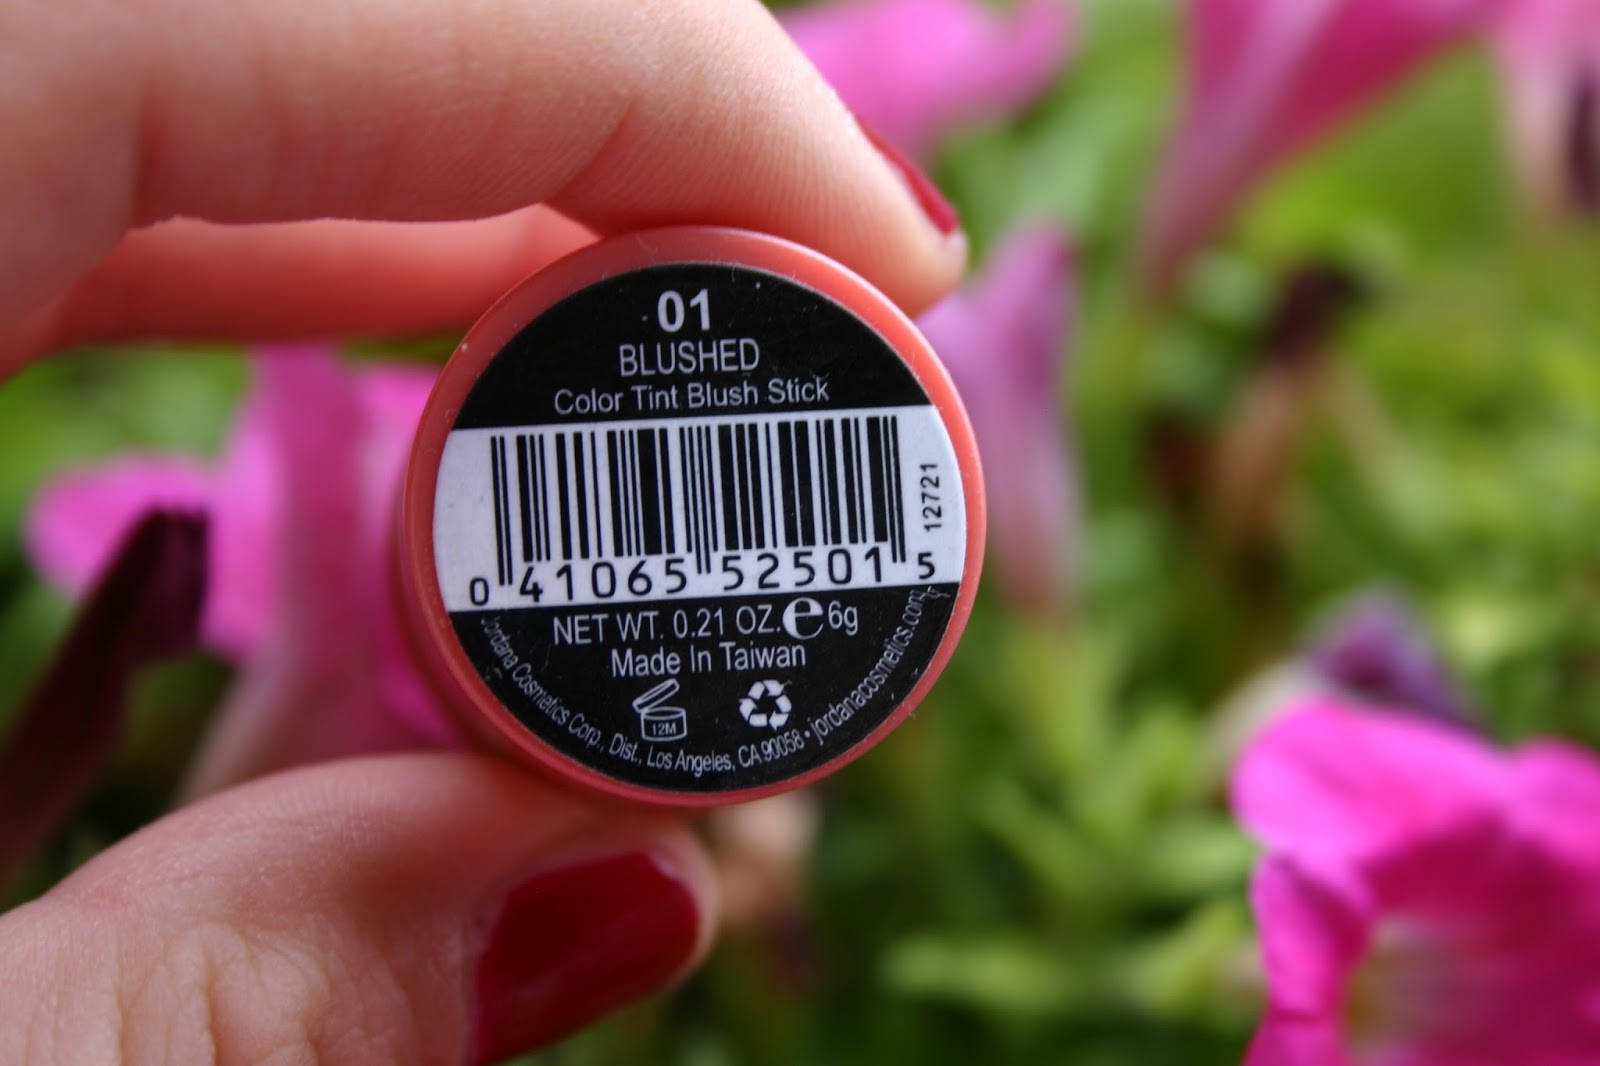 01
BLUSHED
Color Tint Blush Stick
0 41065 52501 5
12721
NET WT. 0.21 OZ. e 6g
Made In Taiwan
12M
Jordana Cosmetics Corp., Dist., Los Angeles, CA 90058 • jordanacosmetics.com